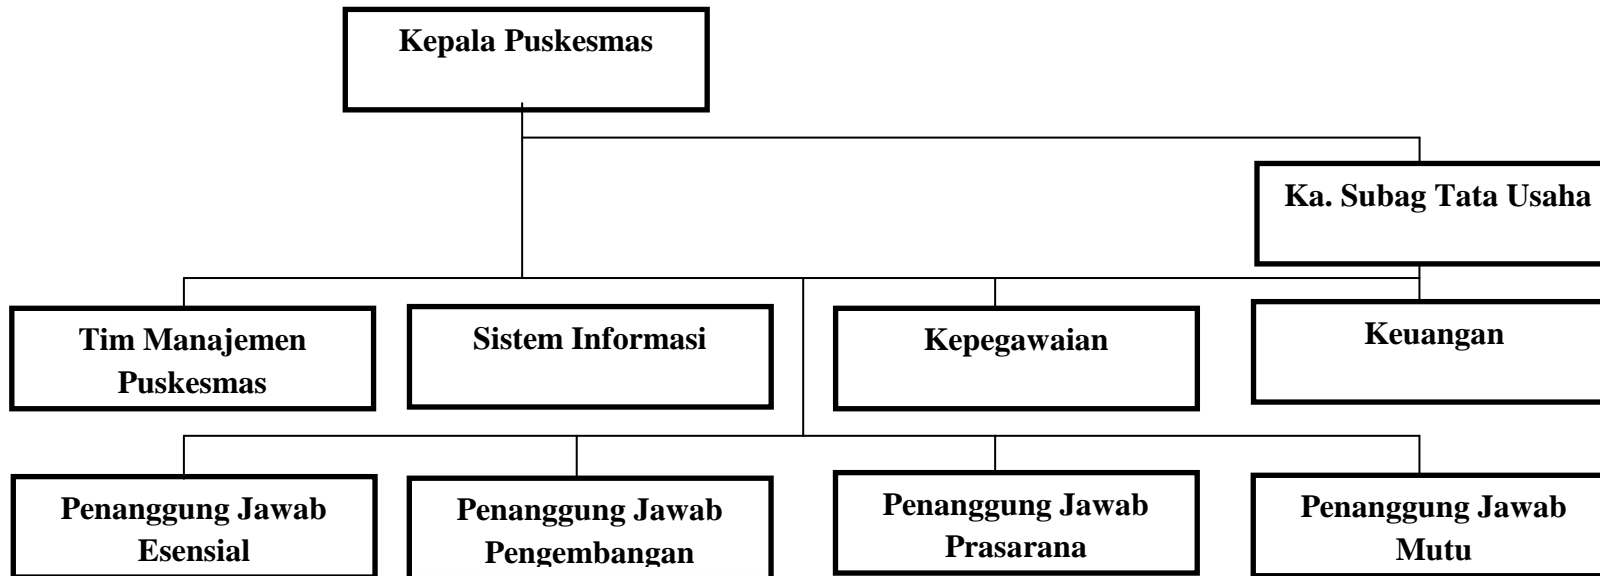 Kepala Puskesmas
Ka. Subag Tata Usaha
Tim Manajemen
Puskesmas
Sistem Informasi
Kepegawaian
Keuangan
Penanggung Jawab
Esensial
Penanggung Jawab
Pengembangan
Penanggung Jawab
Prasarana
Penanggung Jawab
Mutu